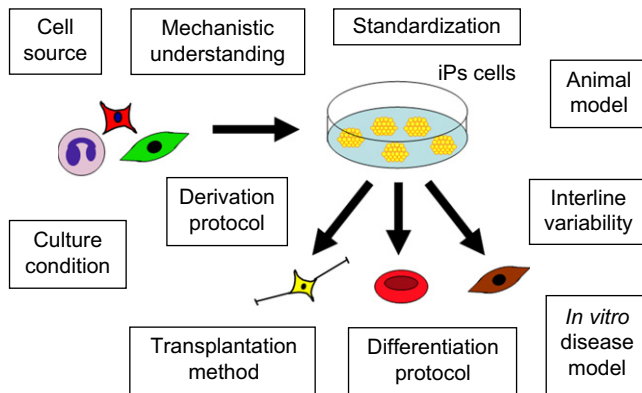 Cell
source
Mechanistic
understanding
Standardization
iPs cells
Animal
model
Derivation
protocol
Interline
variability
Culture
condition
Transplantation
method
Differentiation
protocol
In vitro
disease
model